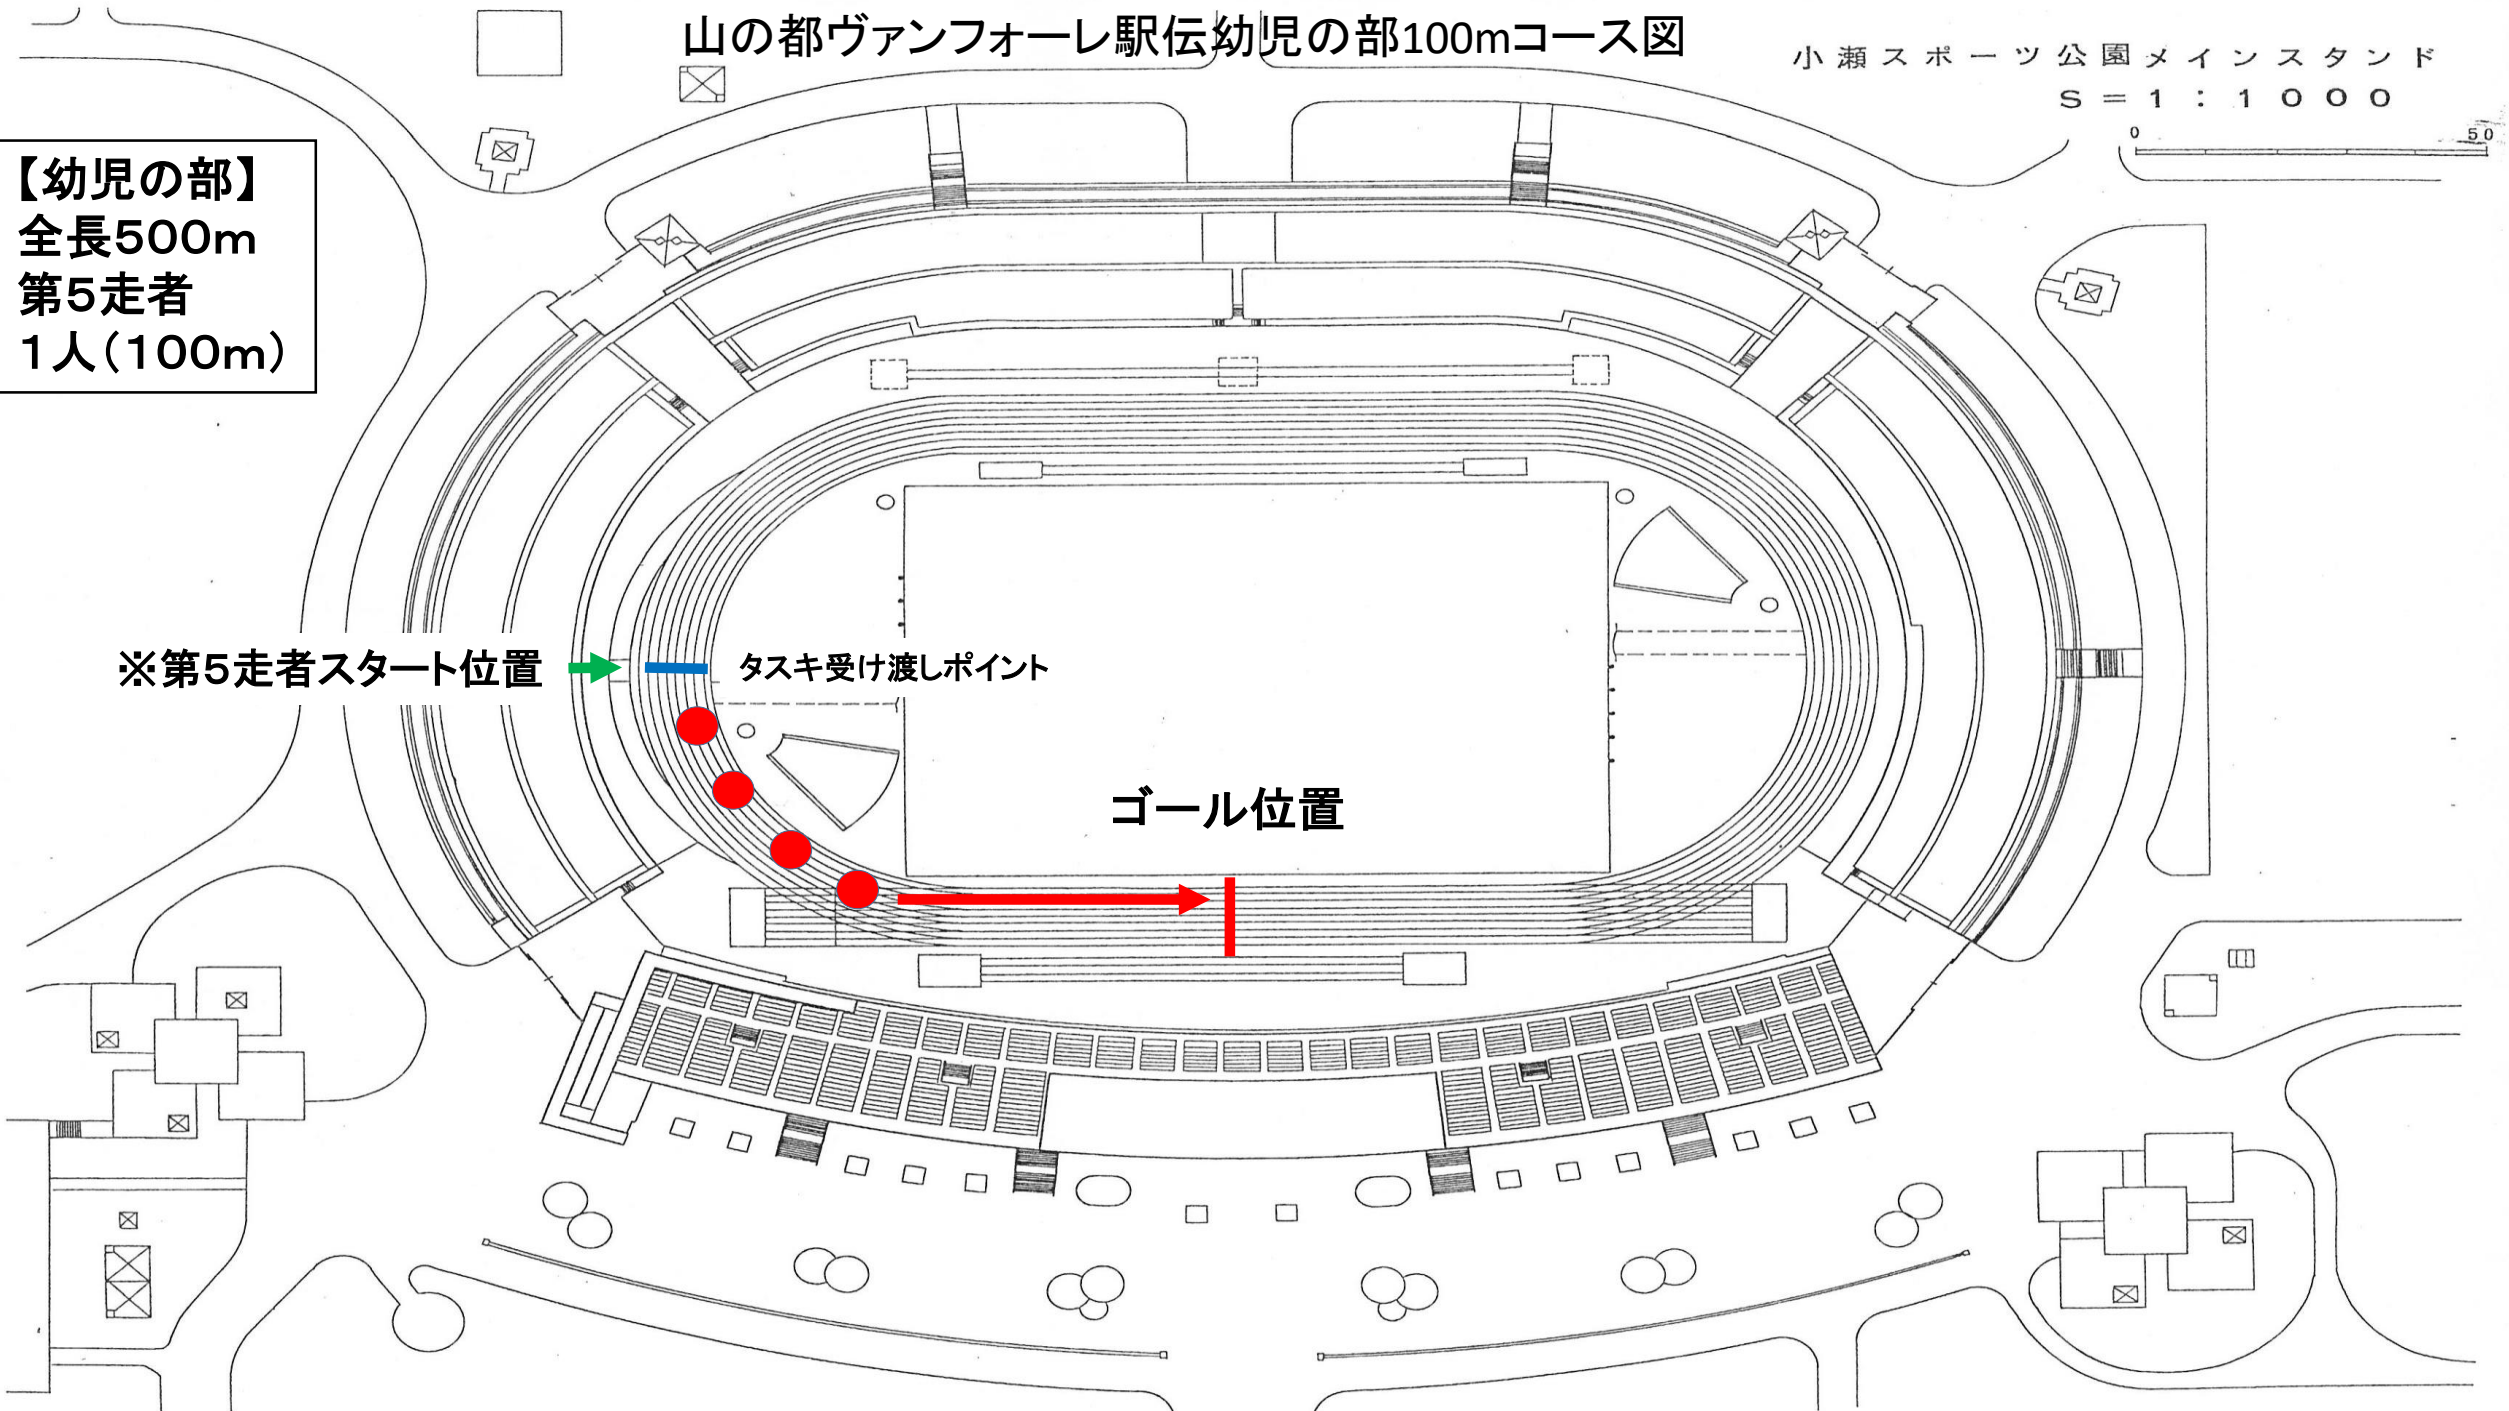 山の都ヴァンフォーレ駅伝幼児の部100mコース図
小瀬スポーツ公園メインスタンド
S=1:1000
0 50
【幼児の部】
全長500m
第5走者
1人(100m)
※第5走者スタート位置
タスキ受け渡しポイント
ゴール位置